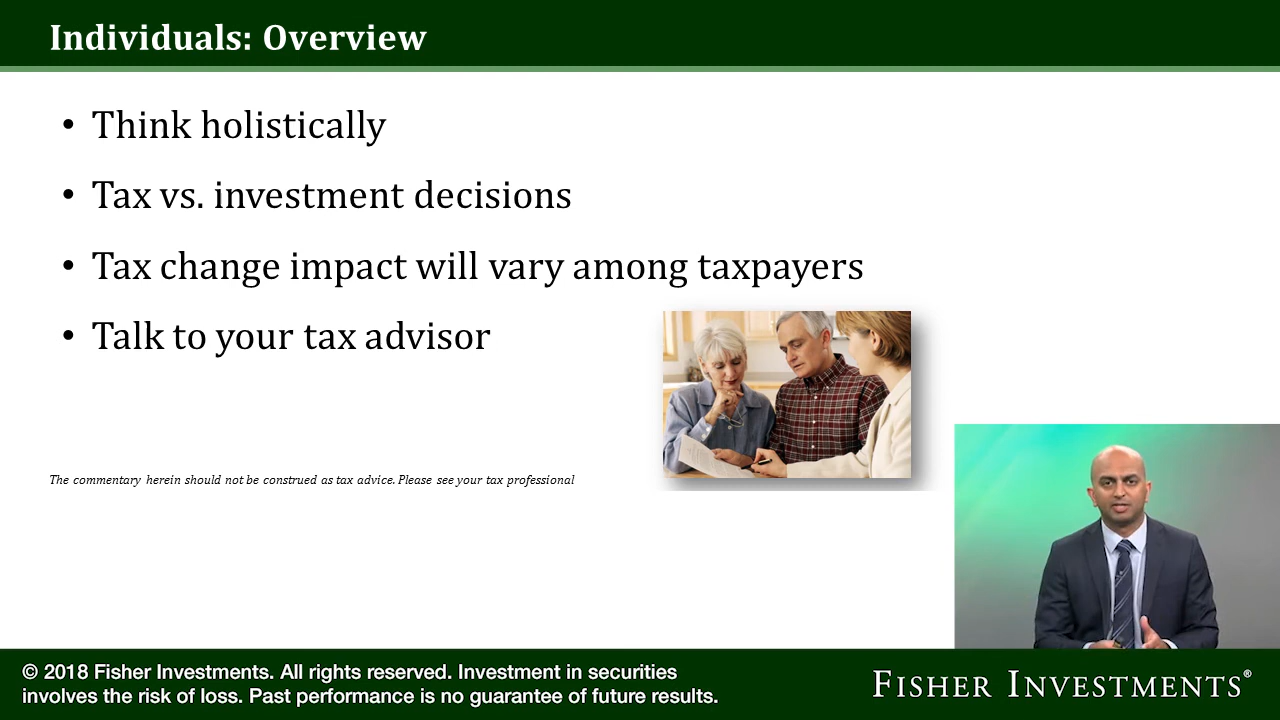 Individuals: Overview
• Think holistically
• Tax vs. investment decisions
• Tax change impact will vary among taxpayers
• Talk to your tax advisor
The commentary herein should not be construed as tax advice. Please see your tax professional
© 2018 Fisher Investments. All rights reserved. Investment in securities
involves the risk of loss. Past performance is no guarantee of future results.
FISHER INVESTMENTS®